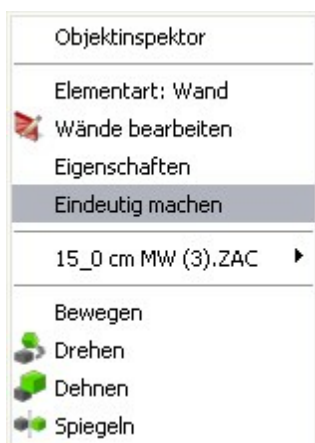 Objektinspektor
Elementart: Wand
Wände bearbeiten
Eigenschaften
Eindeutig machen
15_0 cm MW (3).ZAC
Bewegen
Drehen
Dehnen
Spiegeln